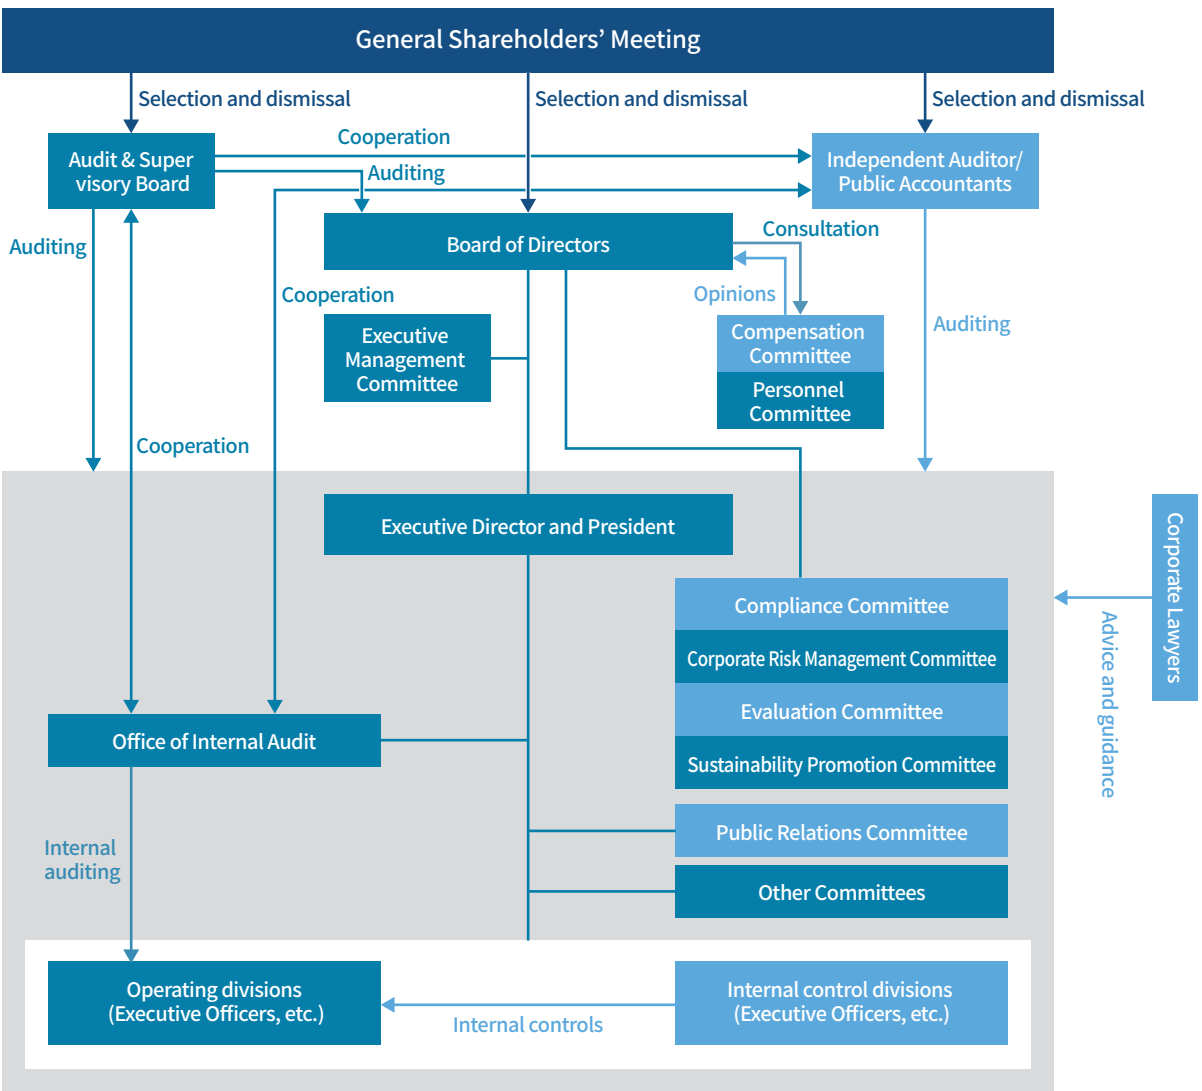 General Shareholders’ Meeting
Selection and dismissal
Selection and dismissal
Selection and dismissal
Audit & Super
visory Board
Cooperation
Auditing
Independent Auditor/
Public Accountants
Auditing
Board of Directors
Consultation
Opinions
Cooperation
Executive
Management
Committee
Compensation
Committee
Personnel
Committee
Auditing
Cooperation
Executive Director and President
Corporate Lawyers
Advice and guidance
Compliance Committee
Corporate Risk Management Committee
Evaluation Committee
Sustainability Promotion Committee
Office of Internal Audit
Public Relations Committee
Internal
auditing
Other Committees
Operating divisions
(Executive Officers, etc.)
Internal controls
Internal control divisions
(Executive Officers, etc.)